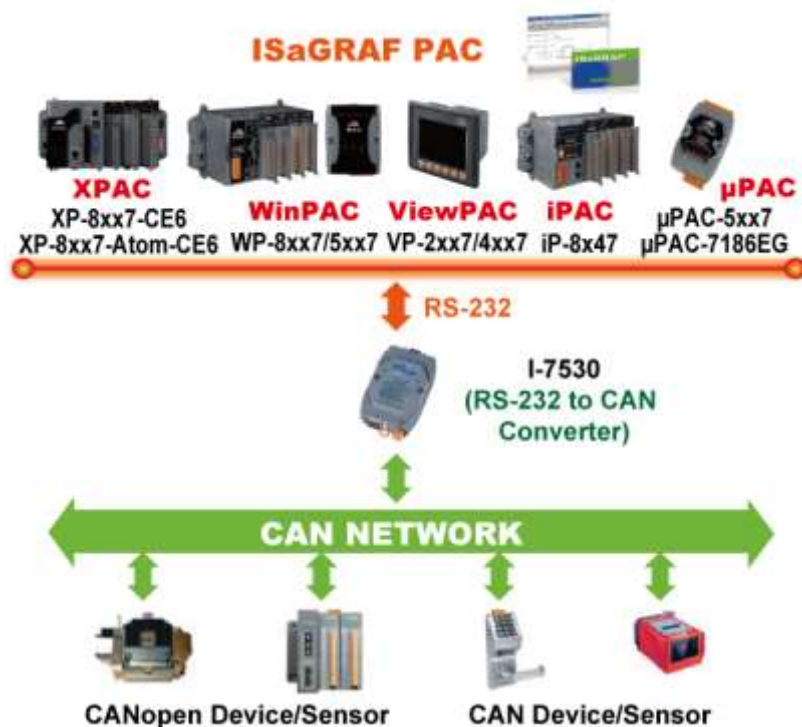 ISaGRAF PAC
ISaGRAF
XPAC
XP-8xx7-CE6
XP-8xx7-Atom-CE6
WinPAC
WP-8xx7/5xx7
ViewPAC
VP-2xx7/4xx7
iPAC
iP-8x47
µPAC
µPAC-5xx7
µPAC-7186EG
RS-232
I-7530
(RS-232 to CAN
Converter)
CAN NETWORK
CANopen Device/Sensor
CAN Device/Sensor